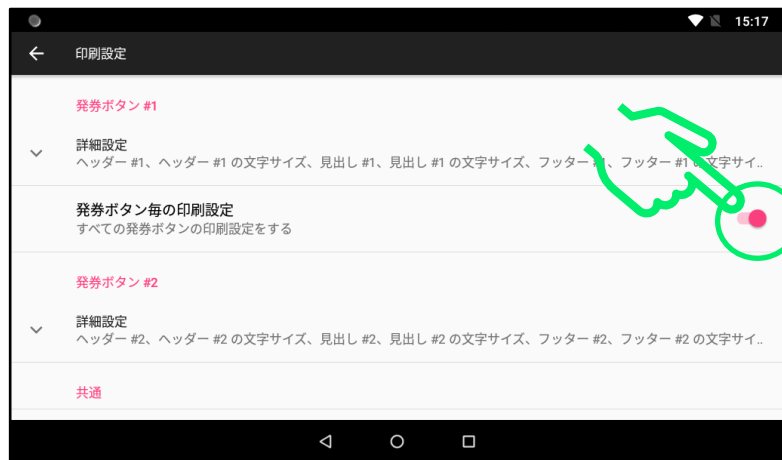 15:17
印刷設定
発券ボタン #1
詳細設定
ヘッダー #1、ヘッダー #1 の文字サイズ、見出し #1、見出し #1 の文字サイズ、フッター #1、フッター #1 の文字サイ..
発券ボタン毎の印刷設定
すべての発券ボタンの印刷設定をする
発券ボタン #2
詳細設定
ヘッダー #2、ヘッダー #2 の文字サイズ、見出し #2、見出し #2 の文字サイズ、フッター #2、フッター #2 の文字サイ..
共通